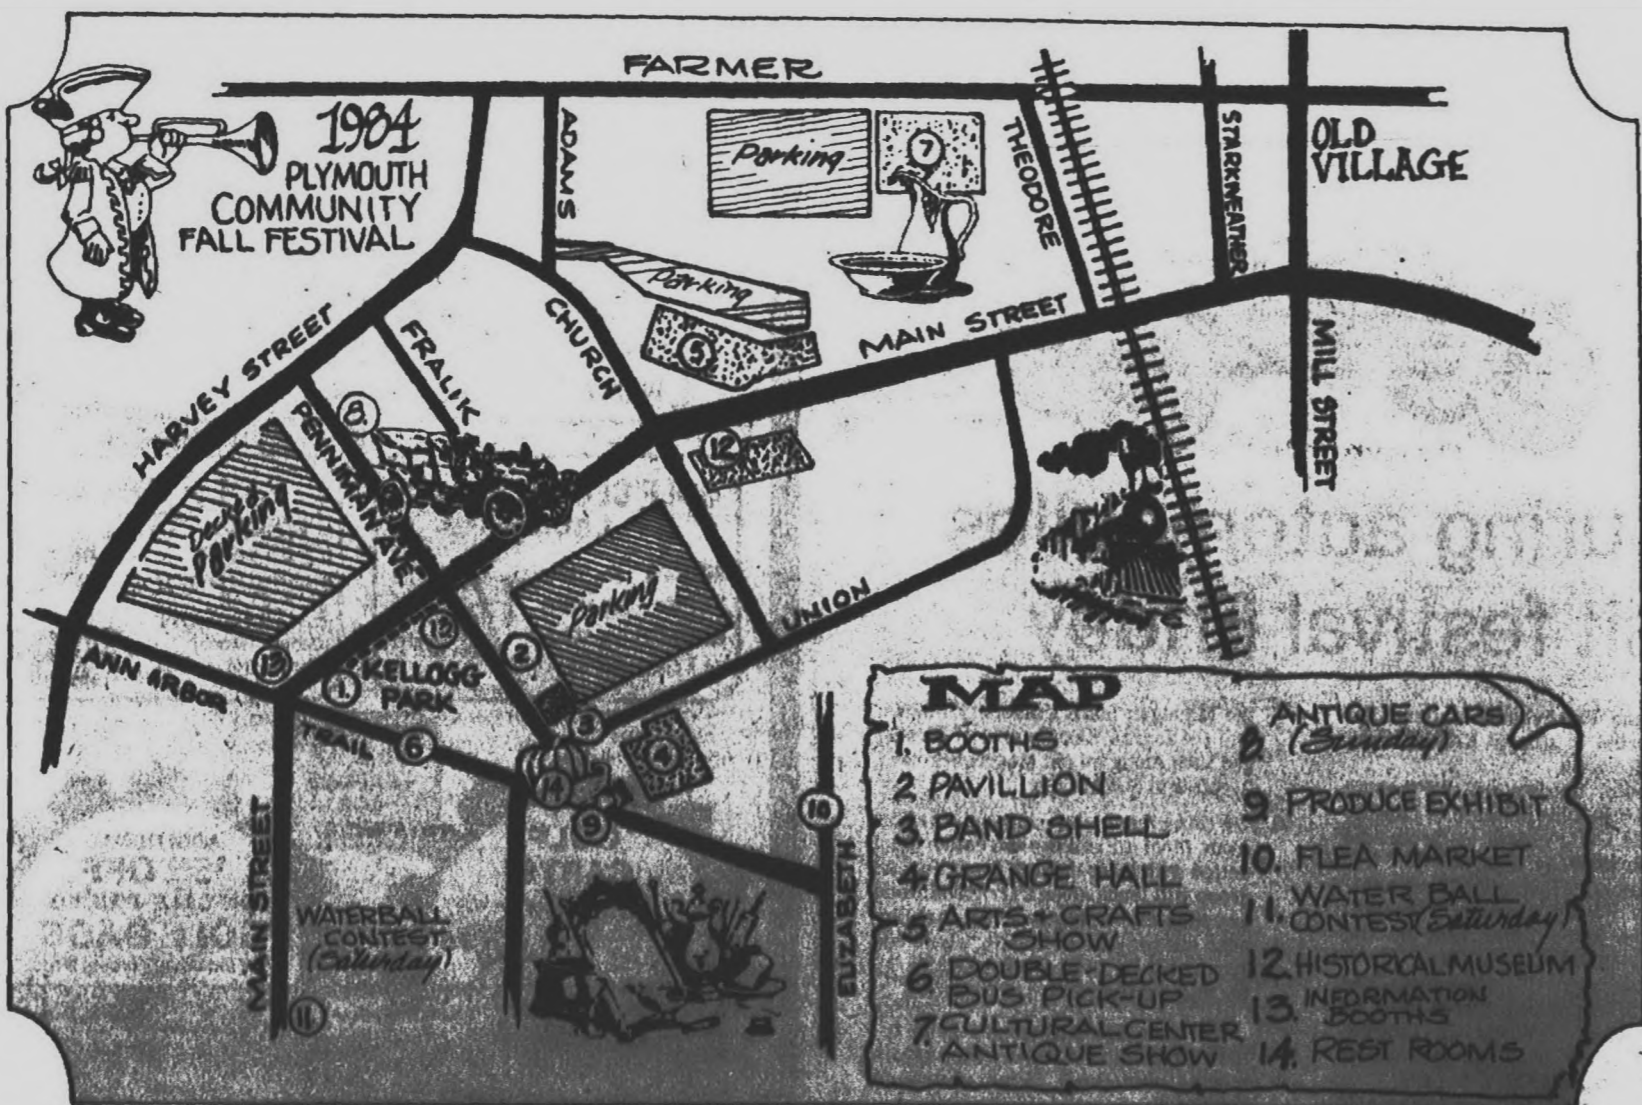 FARMER
1984
PLYMOUTH
COMMUNITY
FALL FESTIVAL
ADAMS
Parking
7
THEODORE
STARKNEATHER
OLD
VILLAGE
HARVEY STREET
FRALIK
CHURCH
Parking
5
MAIN STREET
MILL STREET
PENNIMAN AVE
8
12
Decked
Parking
Parking
UNION
ANN ARBOR
TRAIL
13
1
KELLOGG
PARK
2
3
4
6
14
9
10
ELIZABETH
MAIN STREET
WATERBALL
CONTEST
(Saturday)
11
MAP
1. BOOTHS
2 PAVILLION
3. BAND SHELL
4. GRANGE HALL
5. ARTS + CRAFTS
SHOW
6 DOUBLE-DECKED
BUS PICK-UP
7. CULTURAL CENTER
ANTIQUE SHOW
8 ANTIQUE CARS
(Sunday)
9 PRODUCE EXHIBIT
10. FLEA MARKET
11. WATER BALL
CONTEST (Saturday)
12. HISTORICAL MUSEUM
13. INFORMATION
BOOTHS
14. REST ROOMS